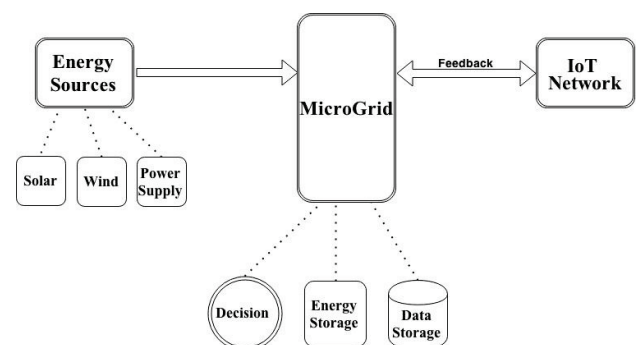 Energy
Sources
MicroGrid
Feedback
IoT
Network
Solar
Wind
Power
Supply
Decision
Energy
Storage
Data
Storage